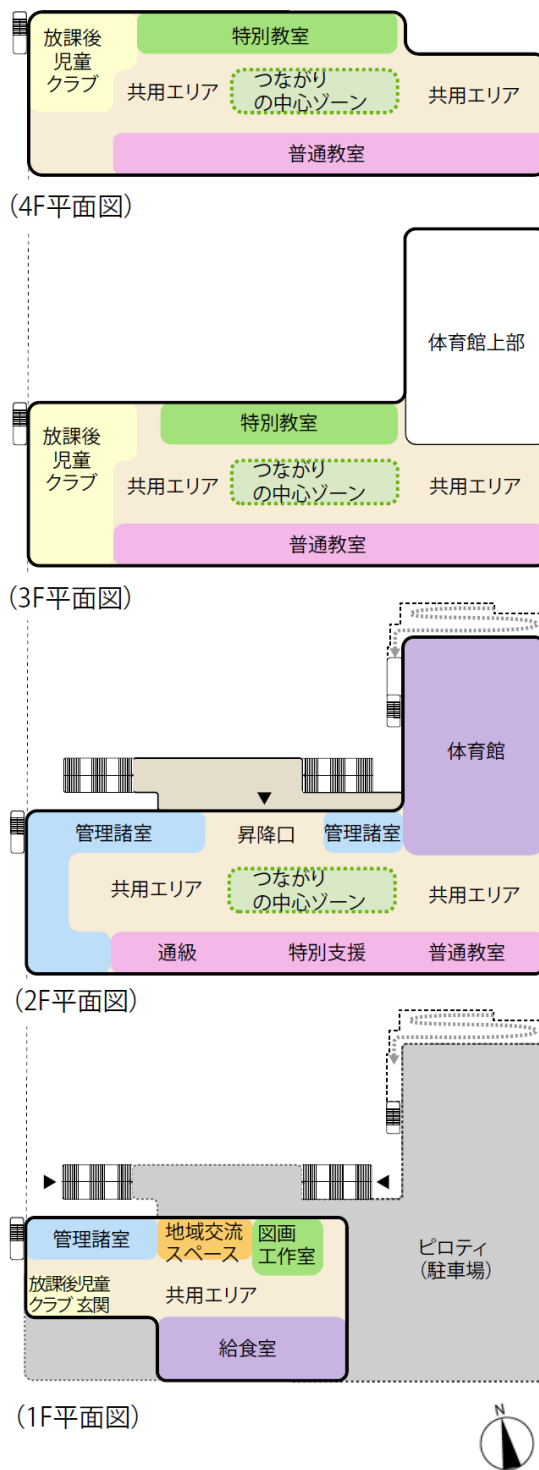 放課後
児童
クラブ
特別教室
共用エリア
つながり
の中心ゾーン
共用エリア
普通教室
(4F平面図)
体育館上部
放課後
児童
クラブ
特別教室
共用エリア
つながり
の中心ゾーン
共用エリア
普通教室
(3F平面図)
体育館
管理諸室
昇降口
管理諸室
共用エリア
つながり
の中心ゾーン
共用エリア
通級
特別支援
普通教室
(2F平面図)
管理諸室
地域交流
スペース
図画
工作室
ピロティ
(駐車場)
放課後児童
クラブ 玄関
共用エリア
給食室
(1F平面図)
N